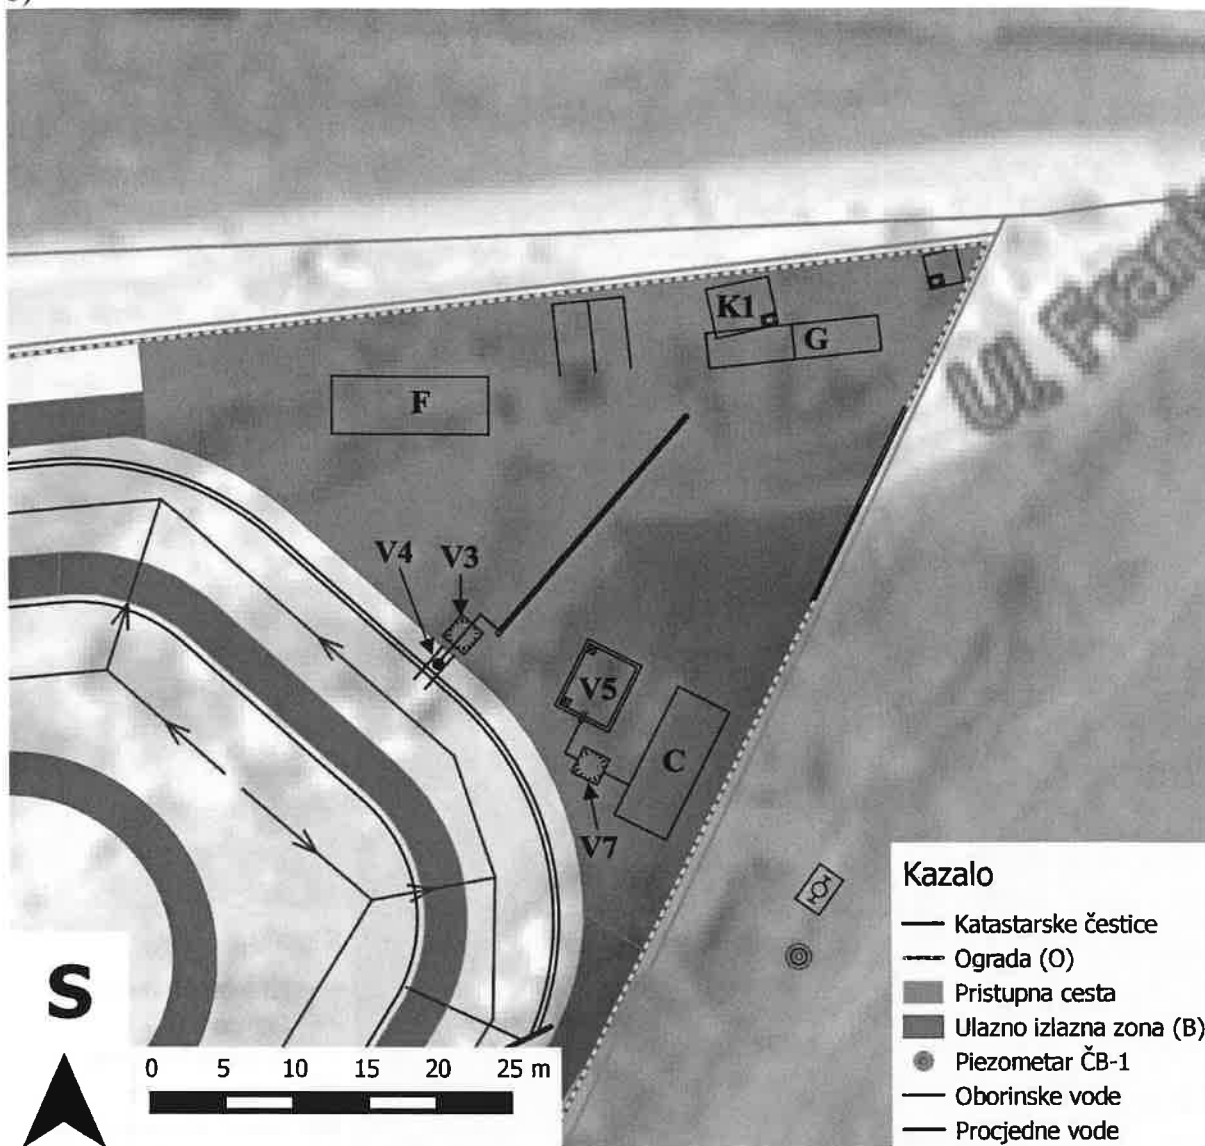 K1
G
F
Ul. Frank
V4
V3
V5
C
V7
S
0 5 10 15 20 25 m
Kazalo
Katastarske čestice
Ograda (O)
Pristupna cesta
Ulazno izlazna zona (B)
Piezometar ČB-1
Oborinske vode
Procjedne vode